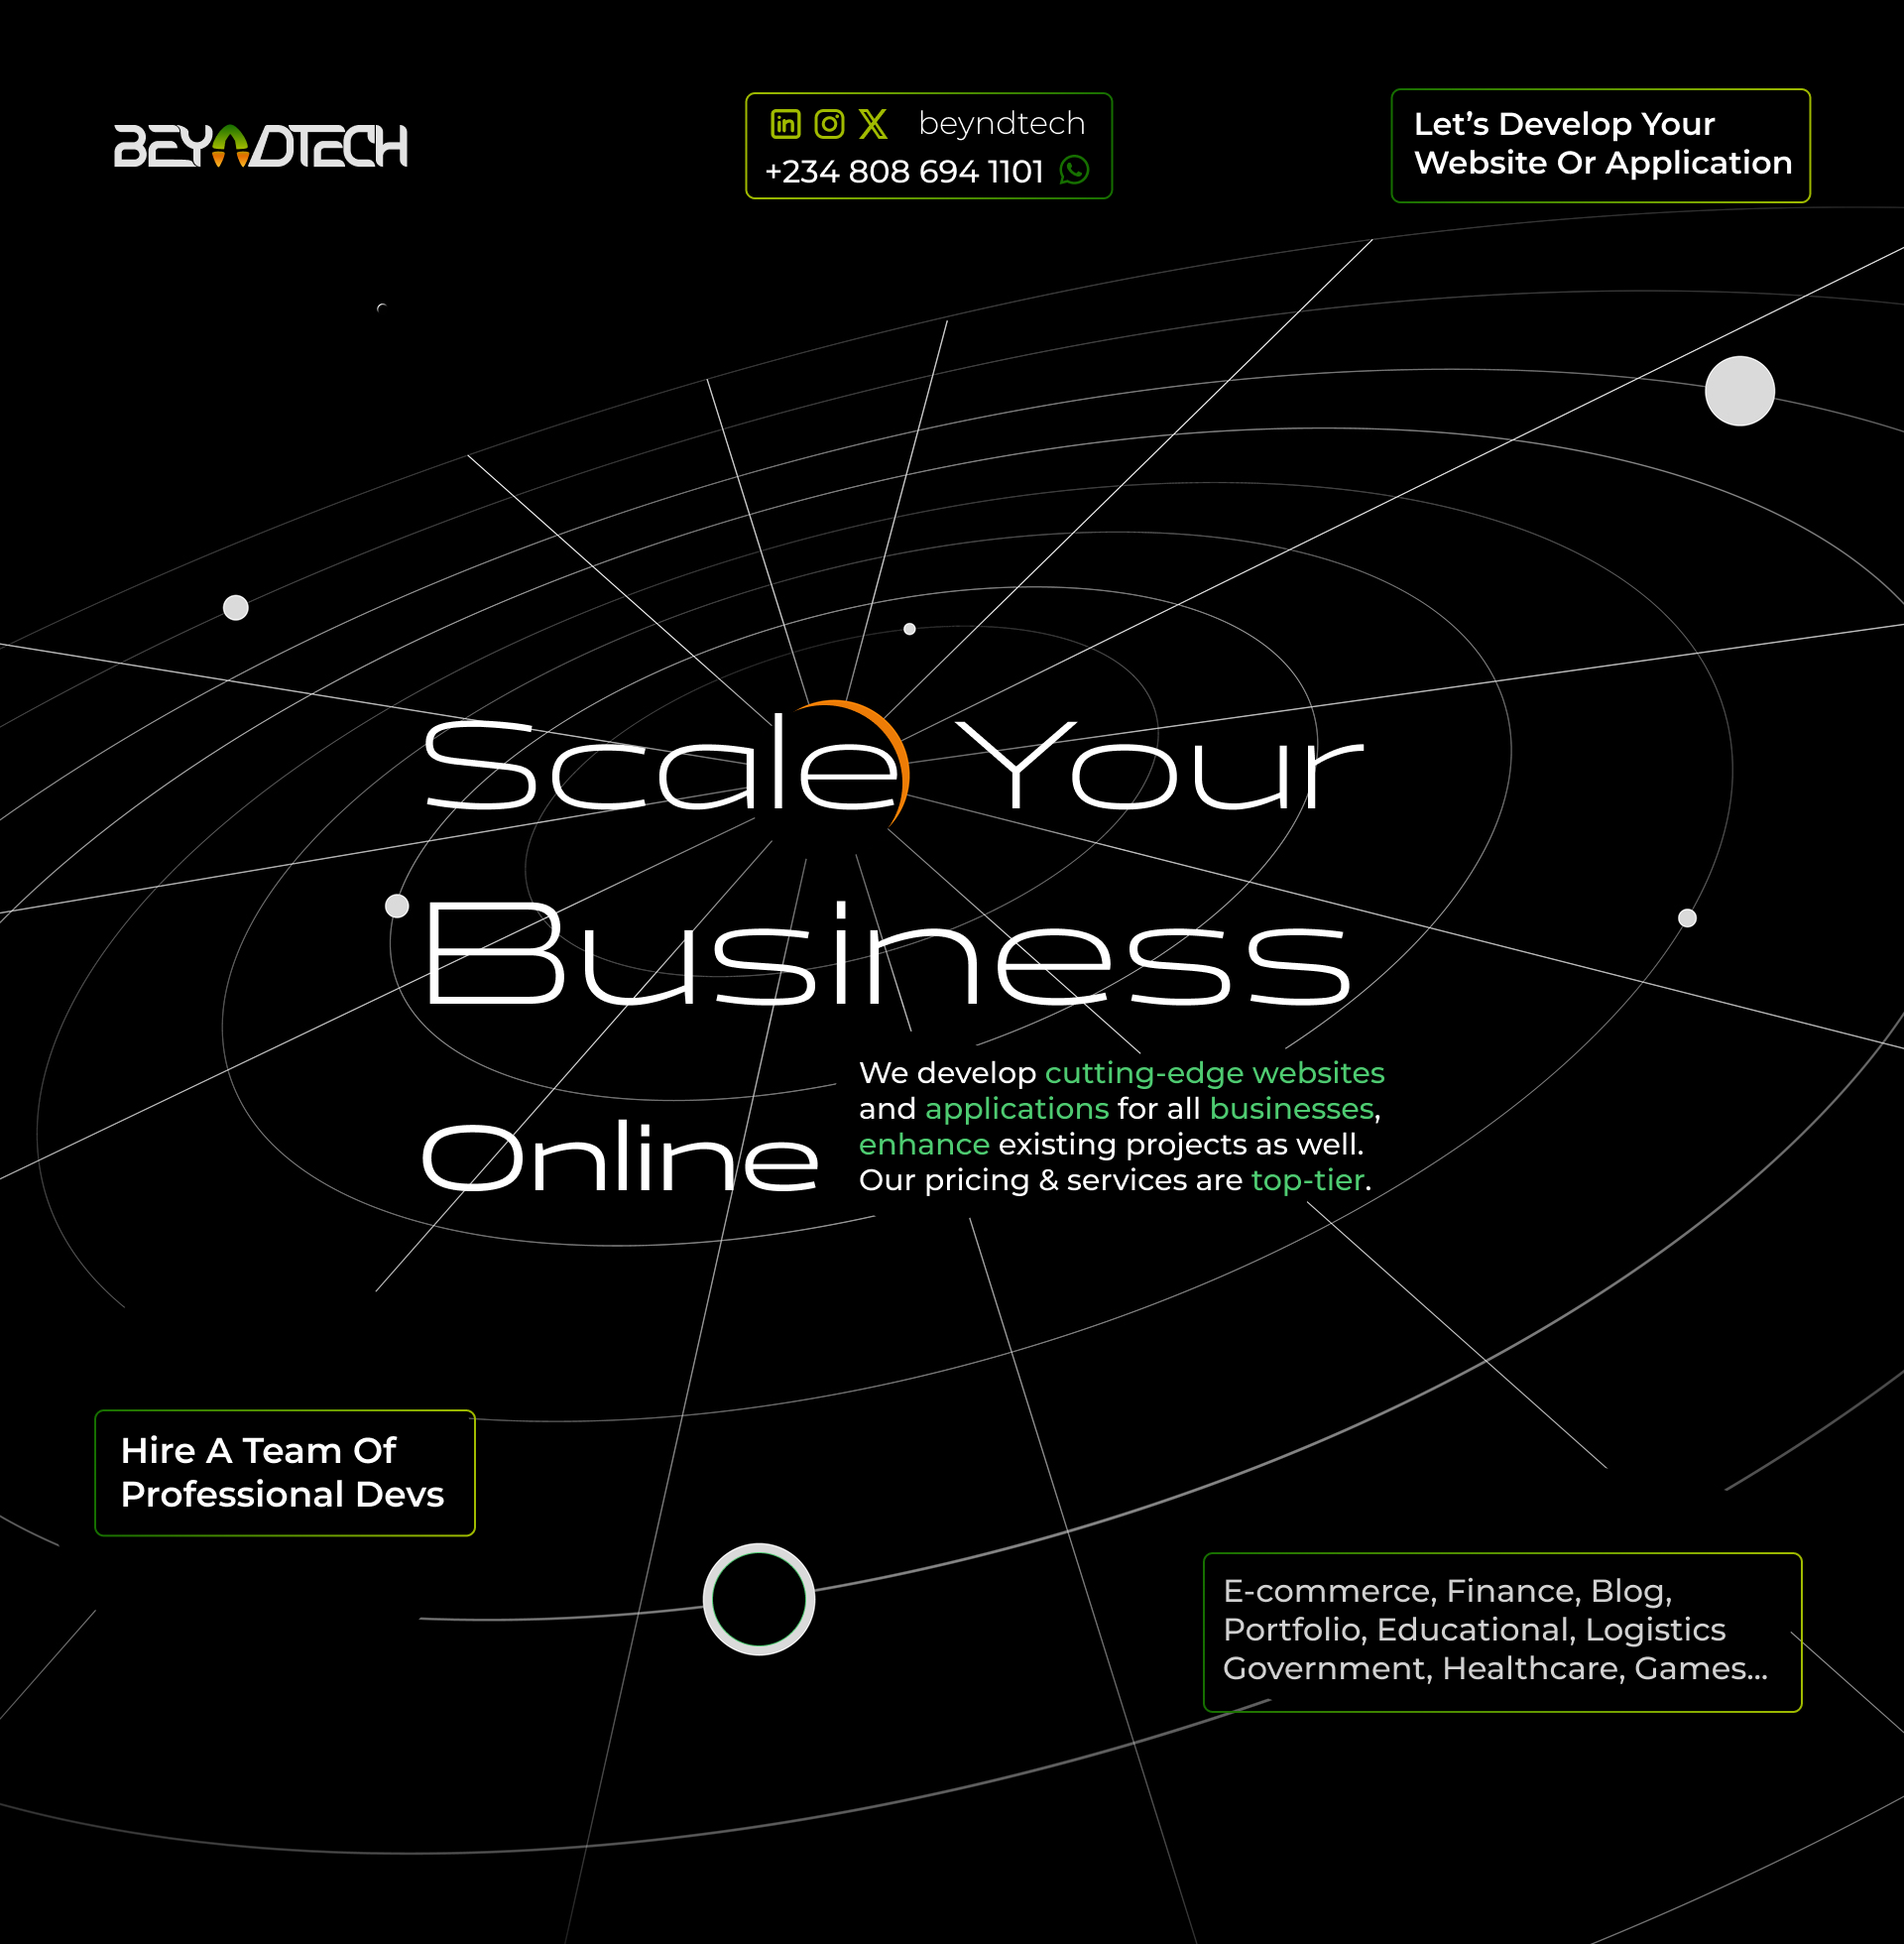 BEYNDTECH
beyndtech
+234 808 694 1101
Let's Develop Your
Website Or Application
Scale Your
Business
Online
We develop cutting-edge websites
and applications for all businesses,
enhance existing projects as well.
Our pricing & services are top-tier.
Hire A Team Of
Professional Devs
E-commerce, Finance, Blog,
Portfolio, Educational, Logistics
Government, Healthcare, Games...